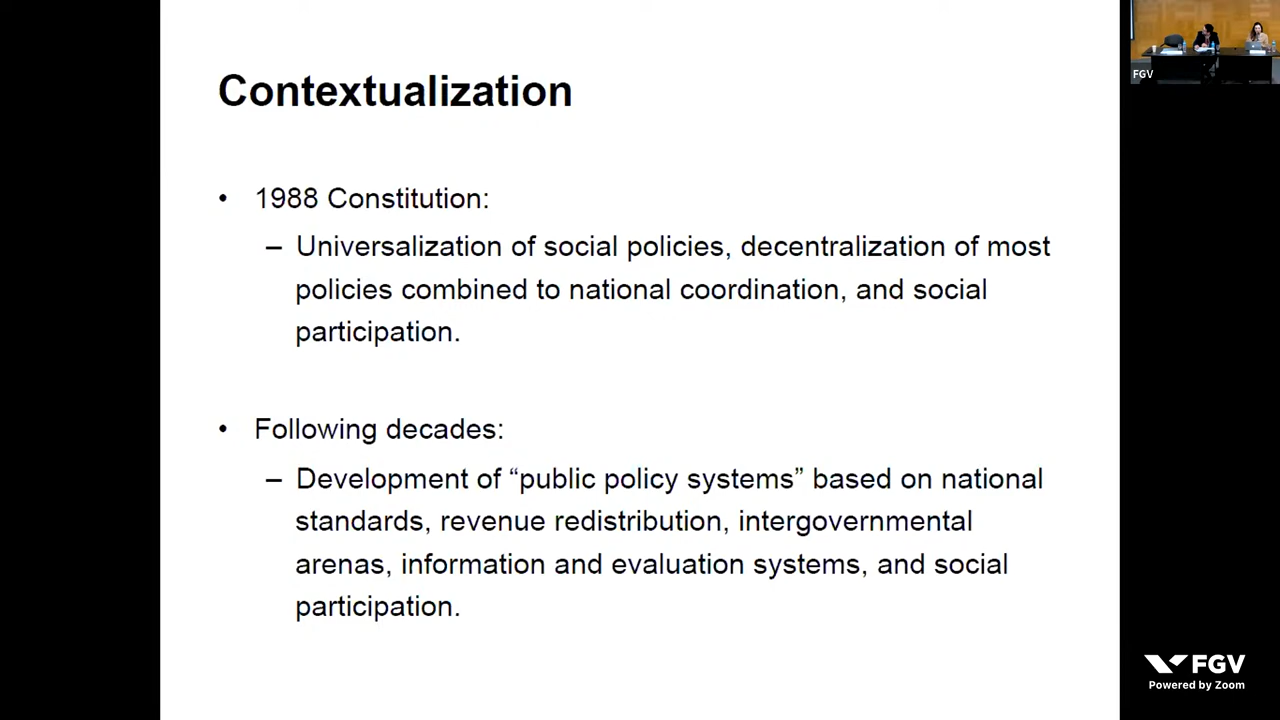 Contextualization
• 1988 Constitution:
– Universalization of social policies, decentralization of most
policies combined to national coordination, and social
participation.
• Following decades:
– Development of “public policy systems” based on national
standards, revenue redistribution, intergovernmental
arenas, information and evaluation systems, and social
participation.
FGV
FGV
Powered by Zoom